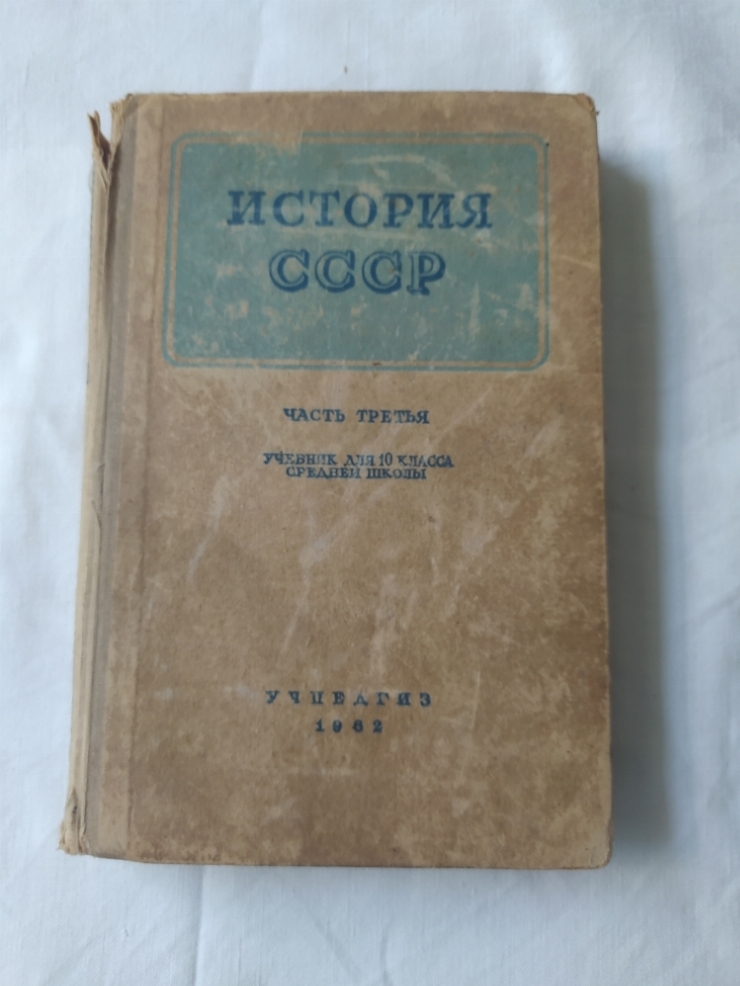 ИСТОРИЯ
СССР
ЧАСТЬ ТРЕТЬЯ
УЧЕБНИК ДЛЯ 10 КЛАССА
СРЕДНЕЙ ШКОЛЫ
УЧПЕДГИЗ
1962